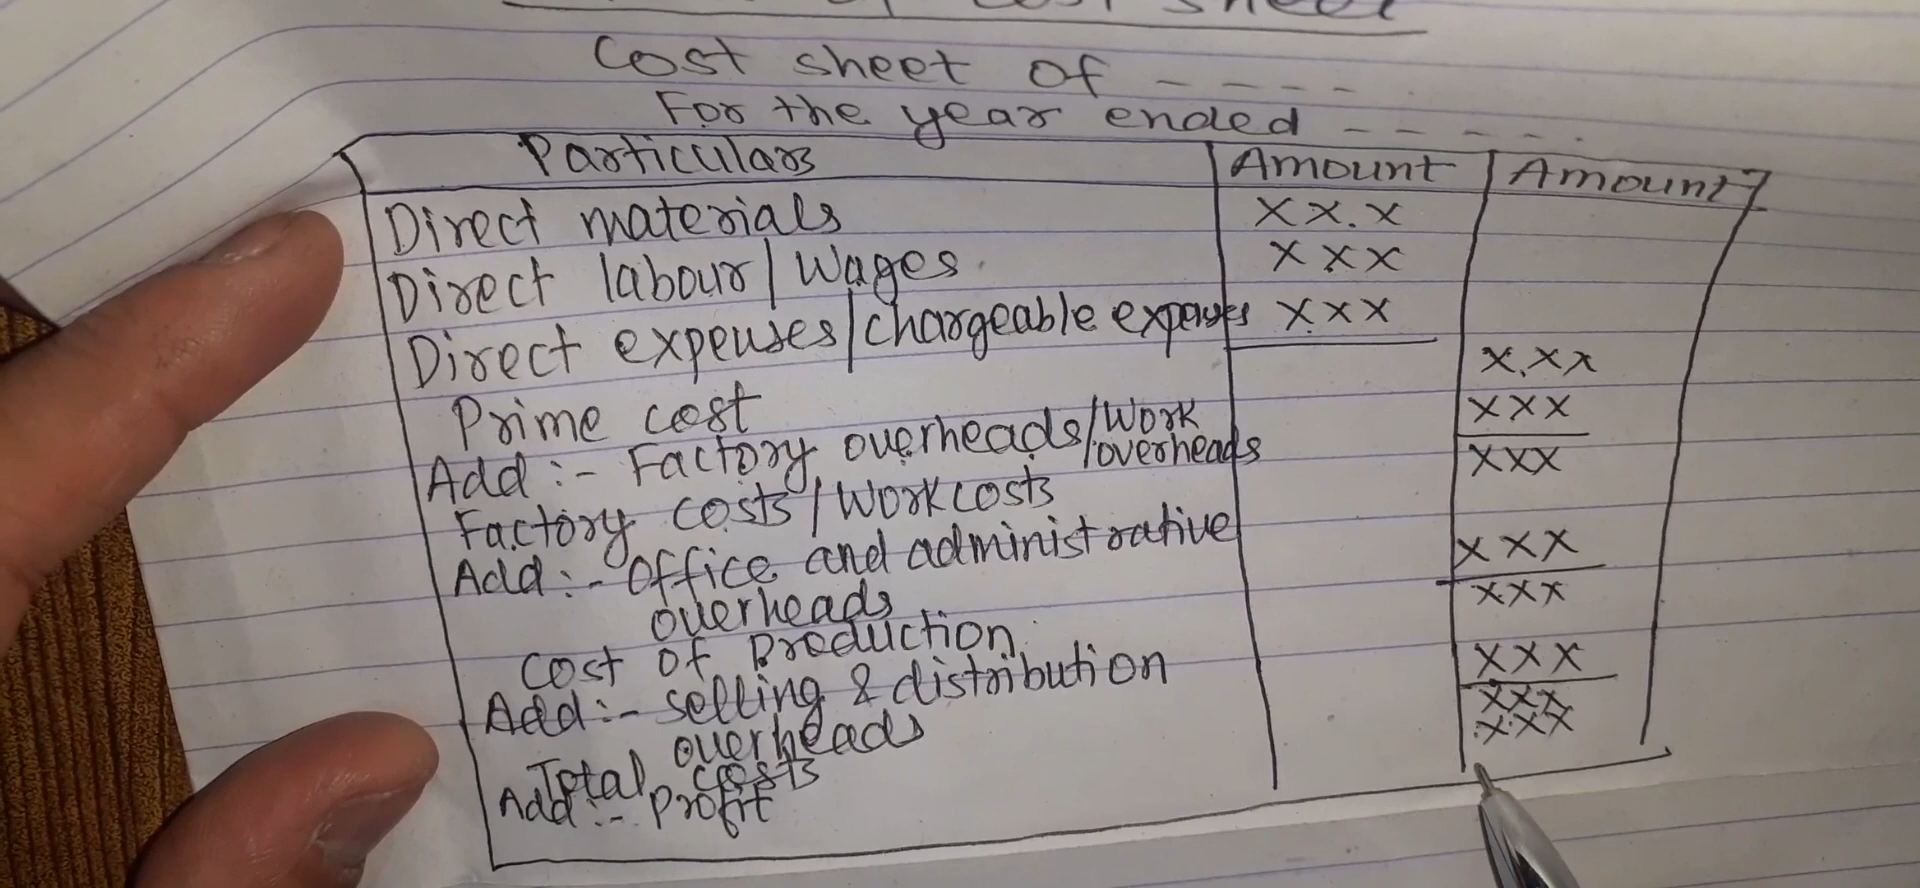 cost sheet
Cost sheet of - - - -
For the year ended - - - - - .
Particulars Amount Amount
Direct materials XX.X
Direct labour/Wages XXX
Direct expenses/chargeable expenses XXX
X.XX
Prime cost XXX
Add :- Factory overheads/Work overheads XXX
Factory costs/Work costs
Add :- Office and administrative XXX
overheads XXX
Cost of Production
Add :- selling & distribution XXX
overheads XXX
Total costs XXX
Add :- Profit